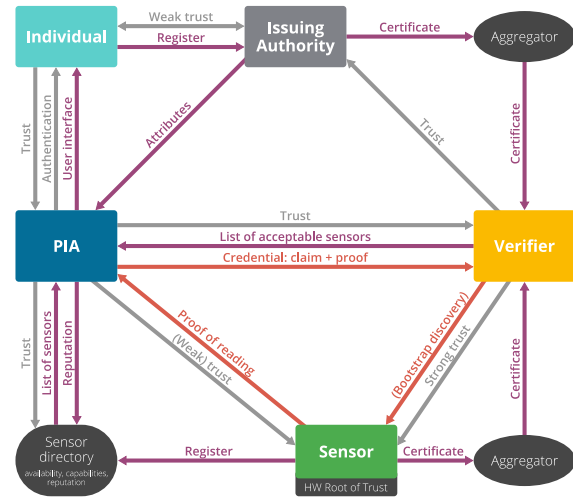 Weak trust
Individual
Register
Issuing
Authority
Certificate
Aggregator
Trust
Authentication
User interface
Attributes
Trust
Certificate
PIA
Trust
List of acceptable sensors
Credential: claim + proof
Verifier
Trust
List of sensors
Reputation
Proof of reading
(Weak) trust
(Bootstrap discovery)
Strong trust
Certificate
Sensor
directory
availability, capabilities,
reputation
Register
Sensor
HW Root of Trust
Certificate
Aggregator